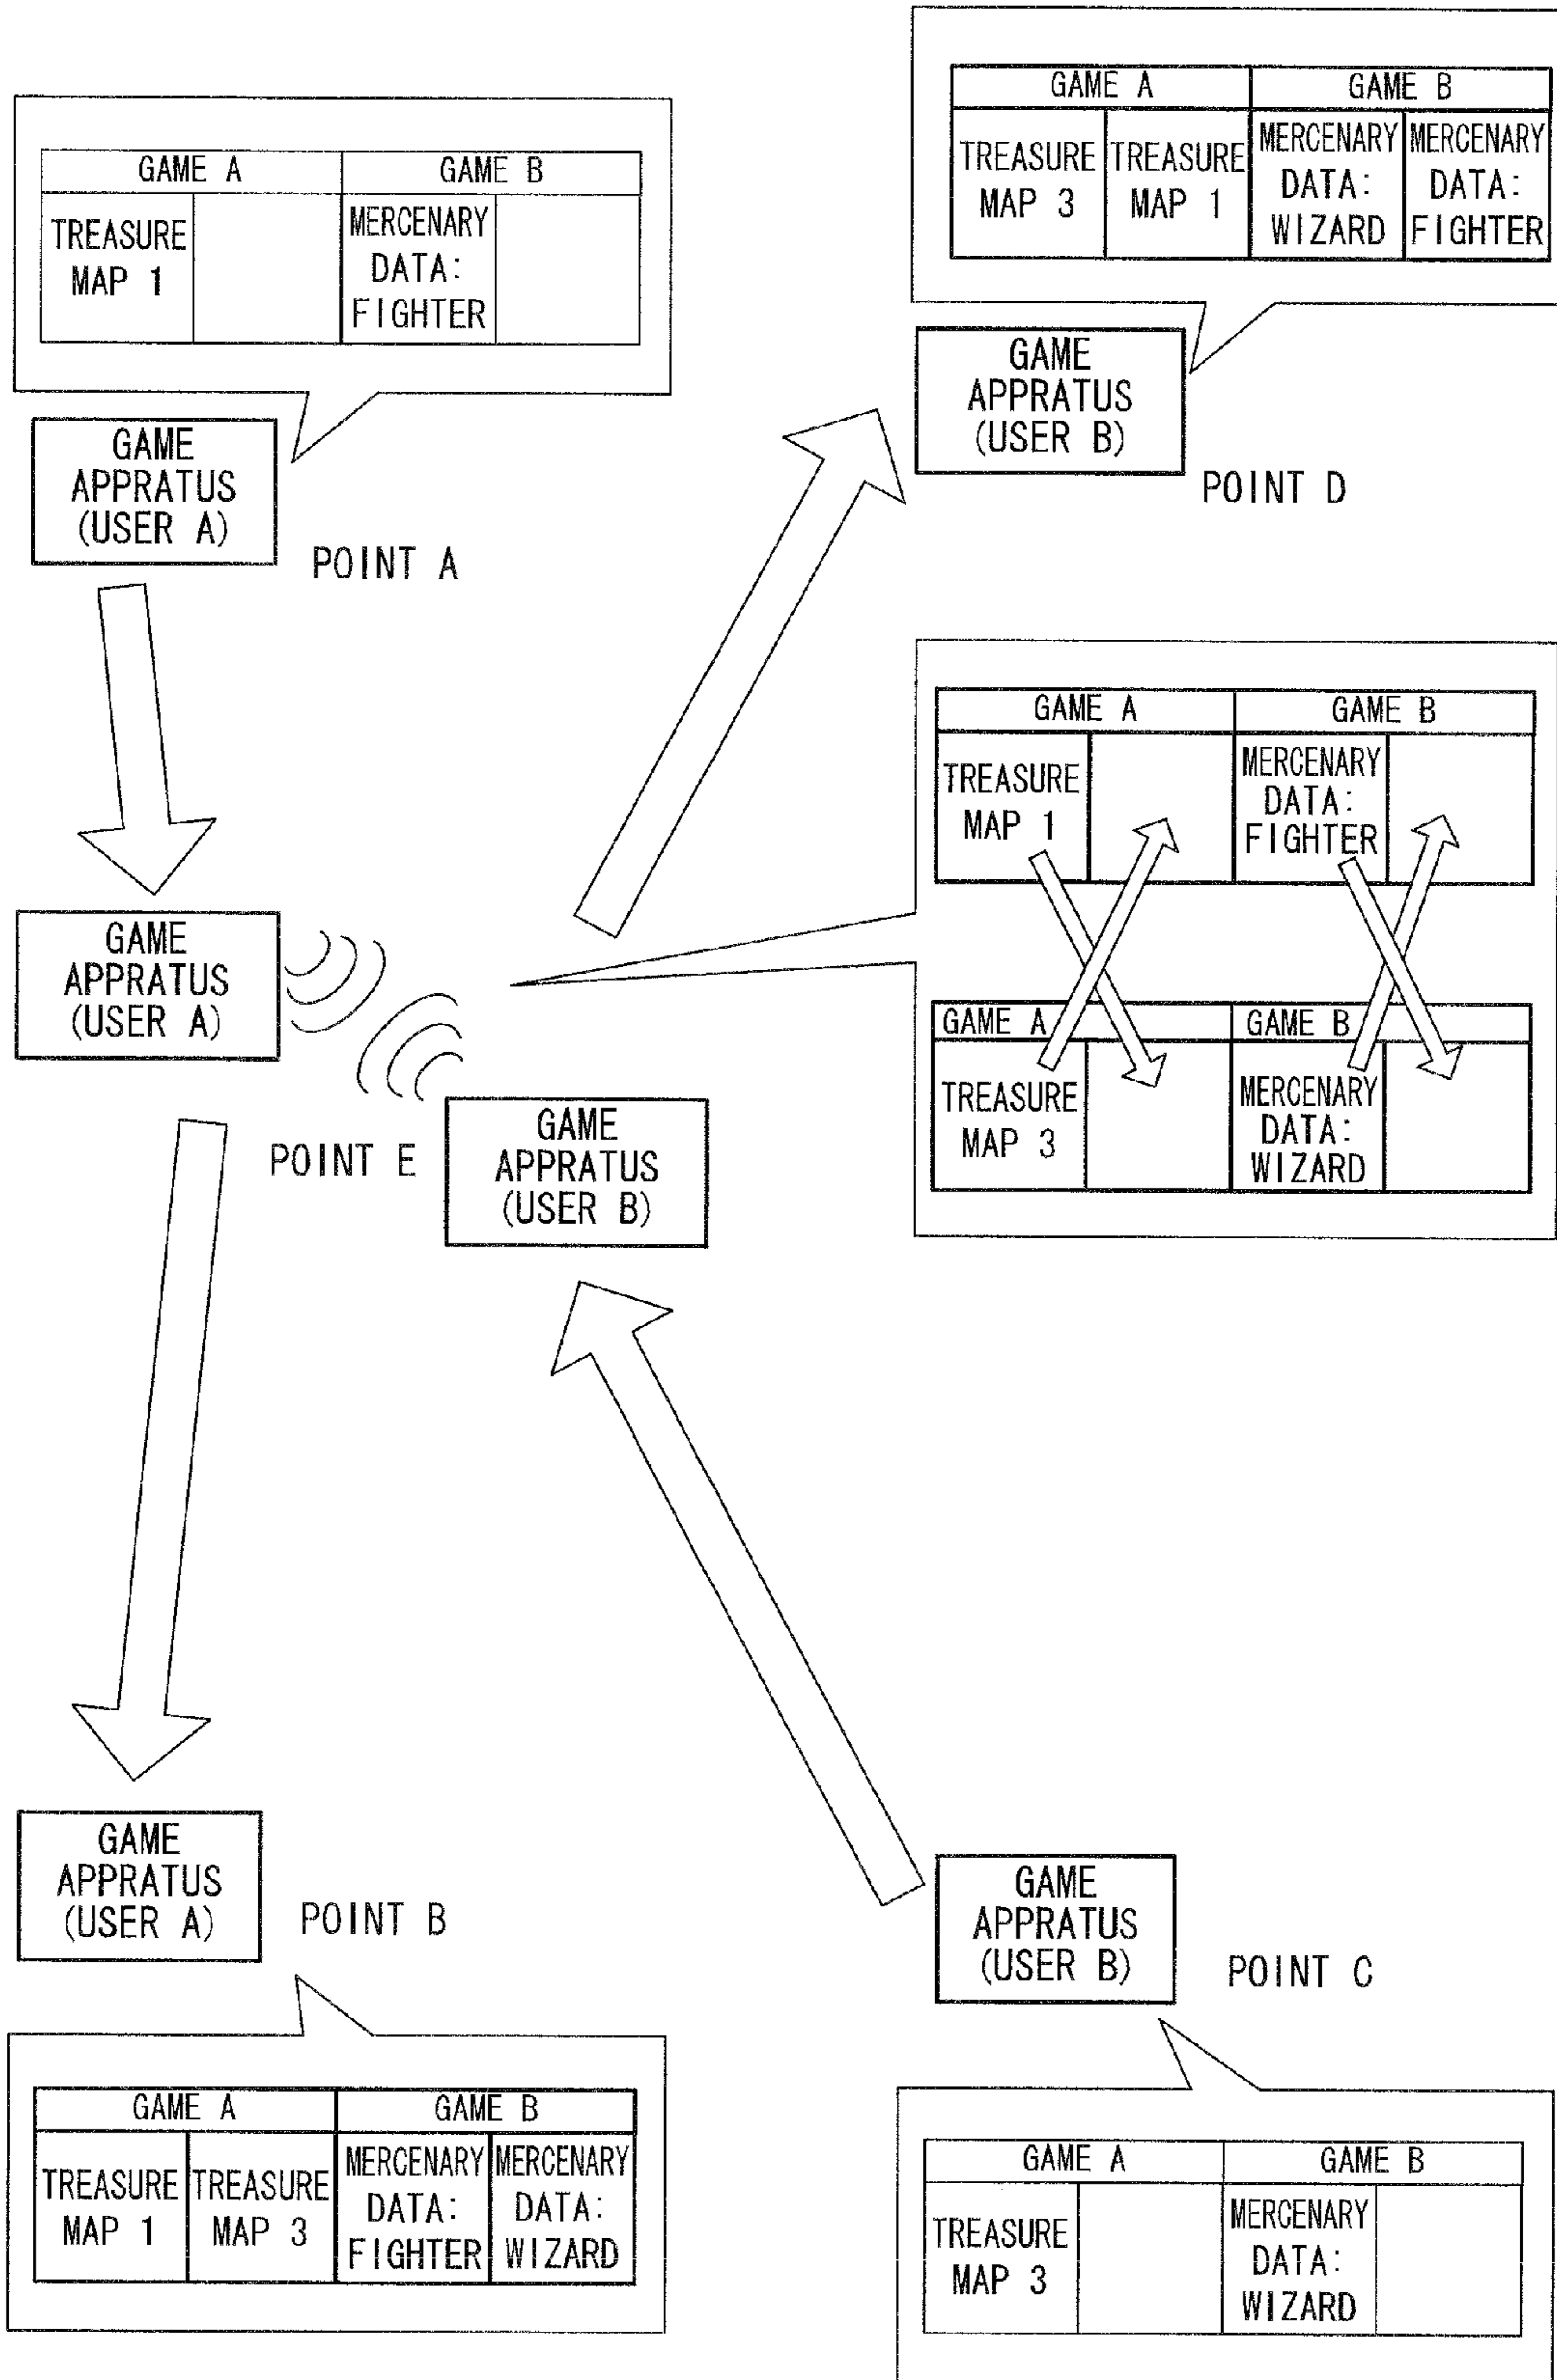 GAME A GAME B
TREASURE MAP 1
MERCENARY DATA: FIGHTER
GAME
APPRATUS
(USER A)
POINT A
GAME A GAME B
TREASURE MAP 3
TREASURE MAP 1
MERCENARY DATA: WIZARD
MERCENARY DATA: FIGHTER
GAME
APPRATUS
(USER B)
POINT D
GAME
APPRATUS
(USER A)
POINT E
GAME
APPRATUS
(USER B)
GAME A GAME B
TREASURE MAP 1
MERCENARY DATA: FIGHTER
GAME A GAME B
TREASURE MAP 3
MERCENARY DATA: WIZARD
GAME
APPRATUS
(USER A)
POINT B
GAME A GAME B
TREASURE MAP 1
TREASURE MAP 3
MERCENARY DATA: FIGHTER
MERCENARY DATA: WIZARD
GAME
APPRATUS
(USER B)
POINT C
GAME A GAME B
TREASURE MAP 3
MERCENARY DATA: WIZARD